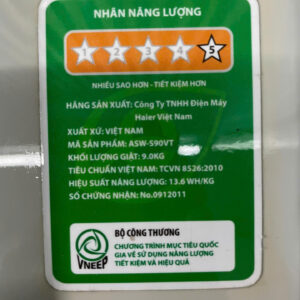 NHÃN NĂNG LƯỢNG
1 2 3 4 5
NHIỀU SAO HƠN - TIẾT KIỆM HƠN
HÃNG SẢN XUẤT: Công Ty TNHH Điện Máy
Haier Việt Nam
XUẤT XỨ: VIỆT NAM
MÃ SẢN PHẨM: ASW-S90VT
KHỐI LƯỢNG GIẶT: 9.0KG
TIÊU CHUẨN VIỆT NAM: TCVN 8526:2010
HIỆU SUẤT NĂNG LƯỢNG: 13.6 WH/KG
SỐ CHỨNG NHẬN: No.0912011
BỘ CÔNG THƯƠNG
CHƯƠNG TRÌNH MỤC TIÊU QUỐC
GIA VỀ SỬ DỤNG NĂNG LƯỢNG
TIẾT KIỆM VÀ HIỆU QUẢ
VNEEP